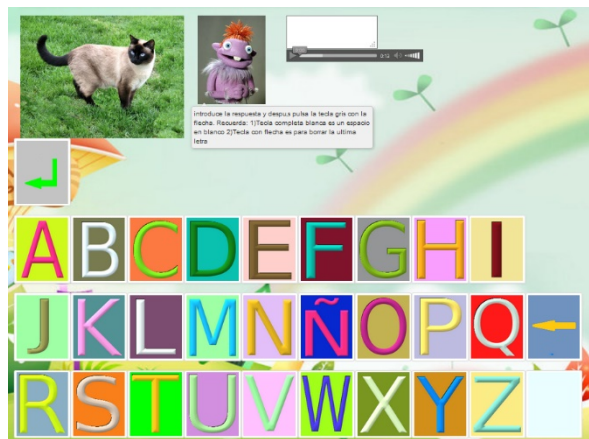 introduce la respuesta y despu,s pulsa la tecla gris con la
flecha. Recuerda: 1)Tecla completa blanca es un espacio
en blanco 2)Tecla con flecha es para borrar la ultima
letra
A B C D E F G H I
J K L M N Ñ O P Q
R S T U V W X Y Z